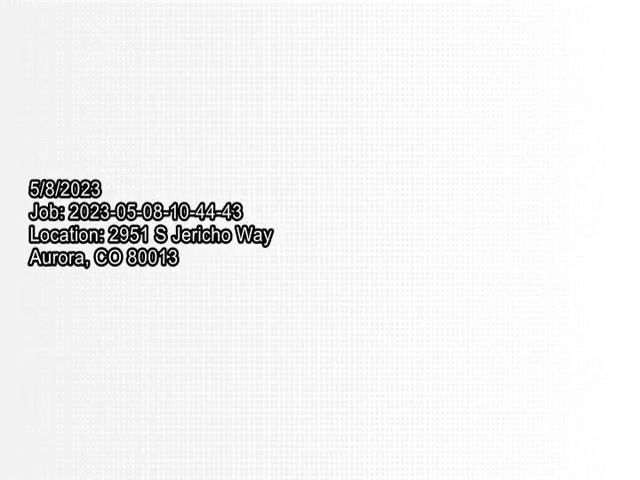 5/8/2023
Job: 2023-05-08-10-44-43
Location: 2951 S Jericho Way
Aurora, CO 80013